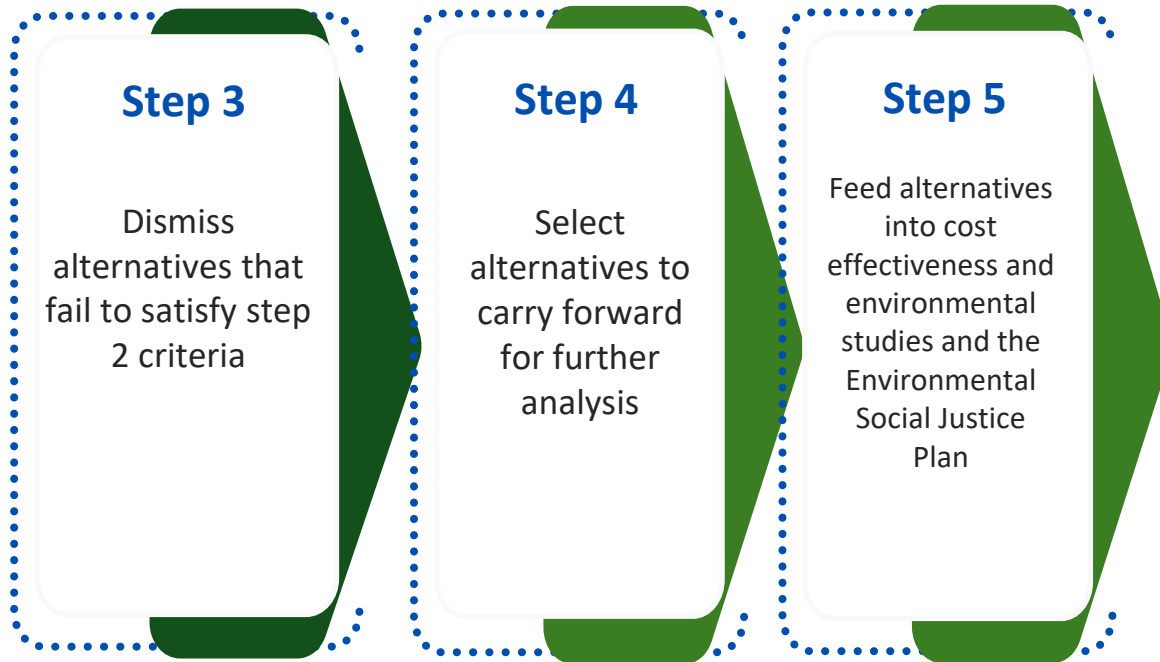 Step 3
Dismiss
alternatives that
fail to satisfy step
2 criteria
Step 4
Select
alternatives to
carry forward
for further
analysis
Step 5
Feed alternatives
into cost
effectiveness and
environmental
studies and the
Environmental
Social Justice
Plan